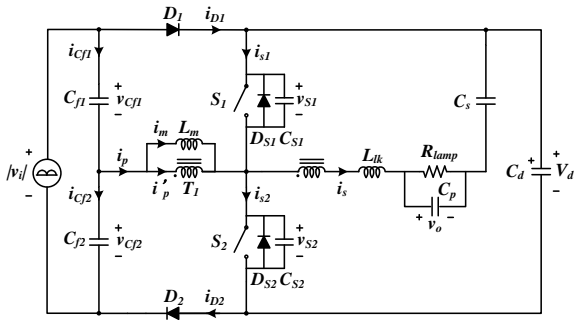 D1 iD1
iCf1 is1
Cf1 + vCf1 − S1 + vS1 − Cs
DS1 CS1
im Lm
ip i'p T1 is Llk Rlamp
|vi| + − Cd + Vd −
Cp
+ vo −
iCf2 is2
Cf2 + vCf2 − S2 + vS2 −
DS2 CS2
D2 iD2